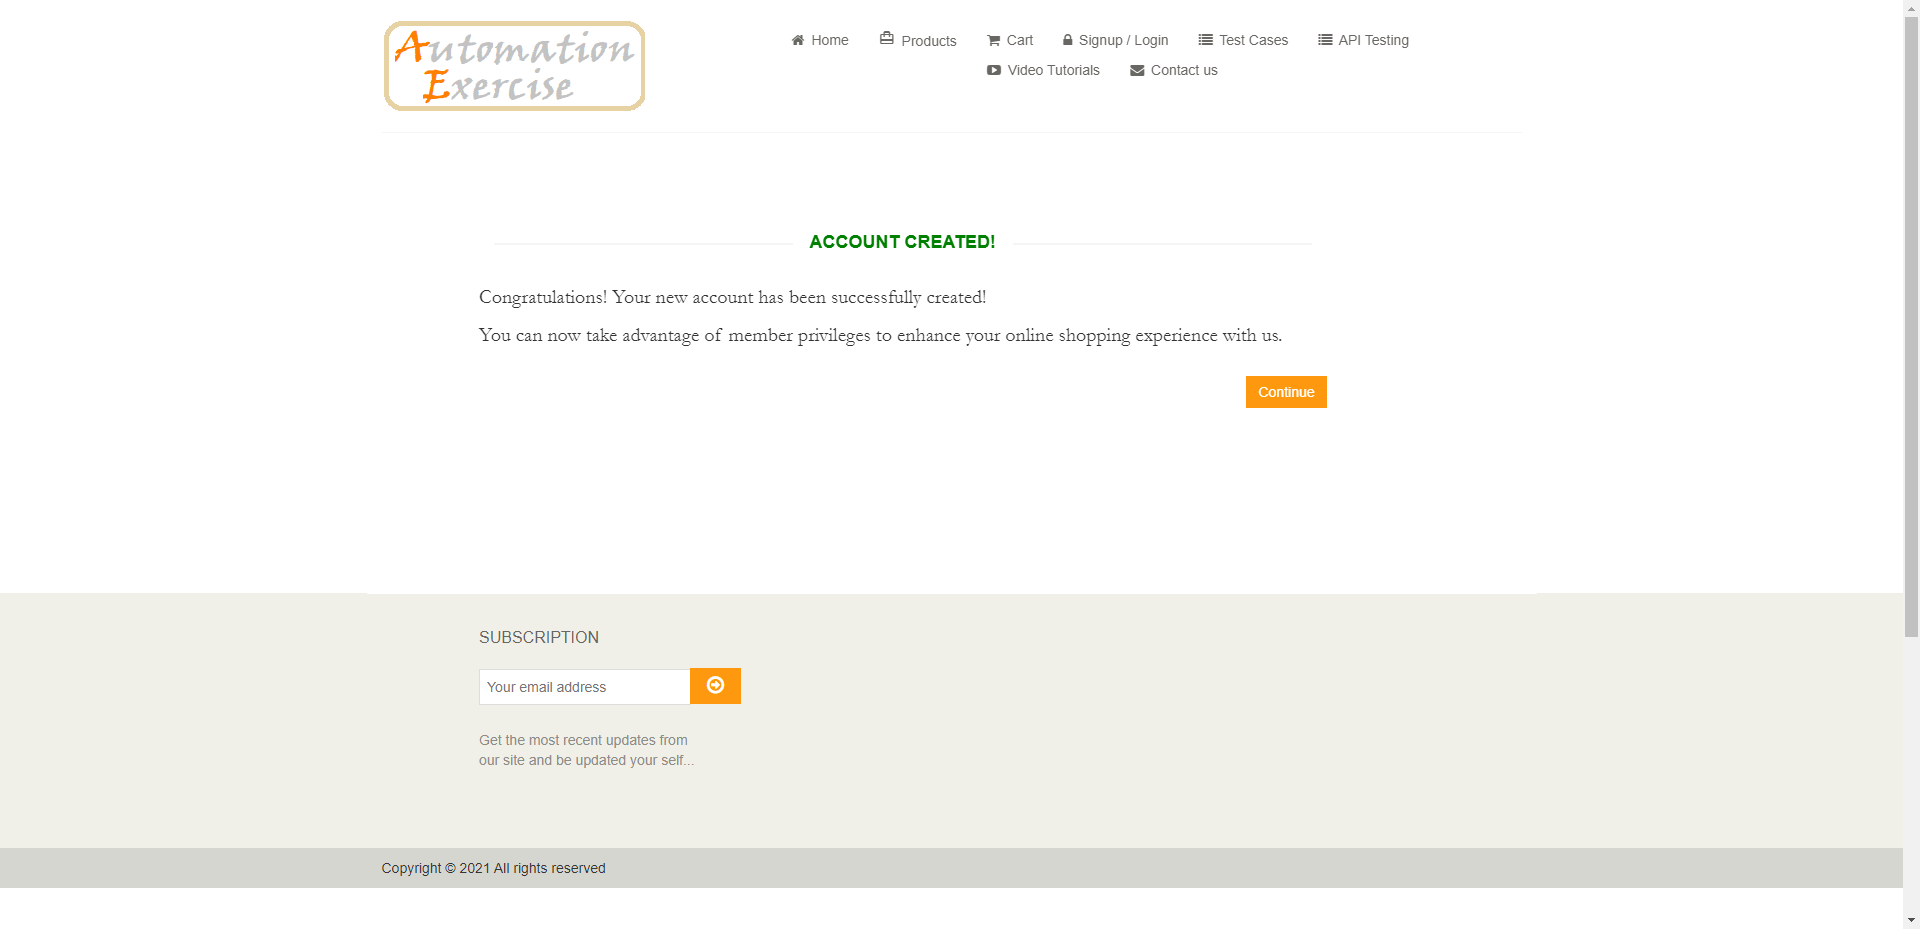 Automation
Exercise
Home
Products
Cart
Signup / Login
Test Cases
API Testing
Video Tutorials
Contact us
ACCOUNT CREATED!
Congratulations! Your new account has been successfully created!
You can now take advantage of member privileges to enhance your online shopping experience with us.
Continue
SUBSCRIPTION
Your email address
Get the most recent updates from
our site and be updated your self...
Copyright © 2021 All rights reserved